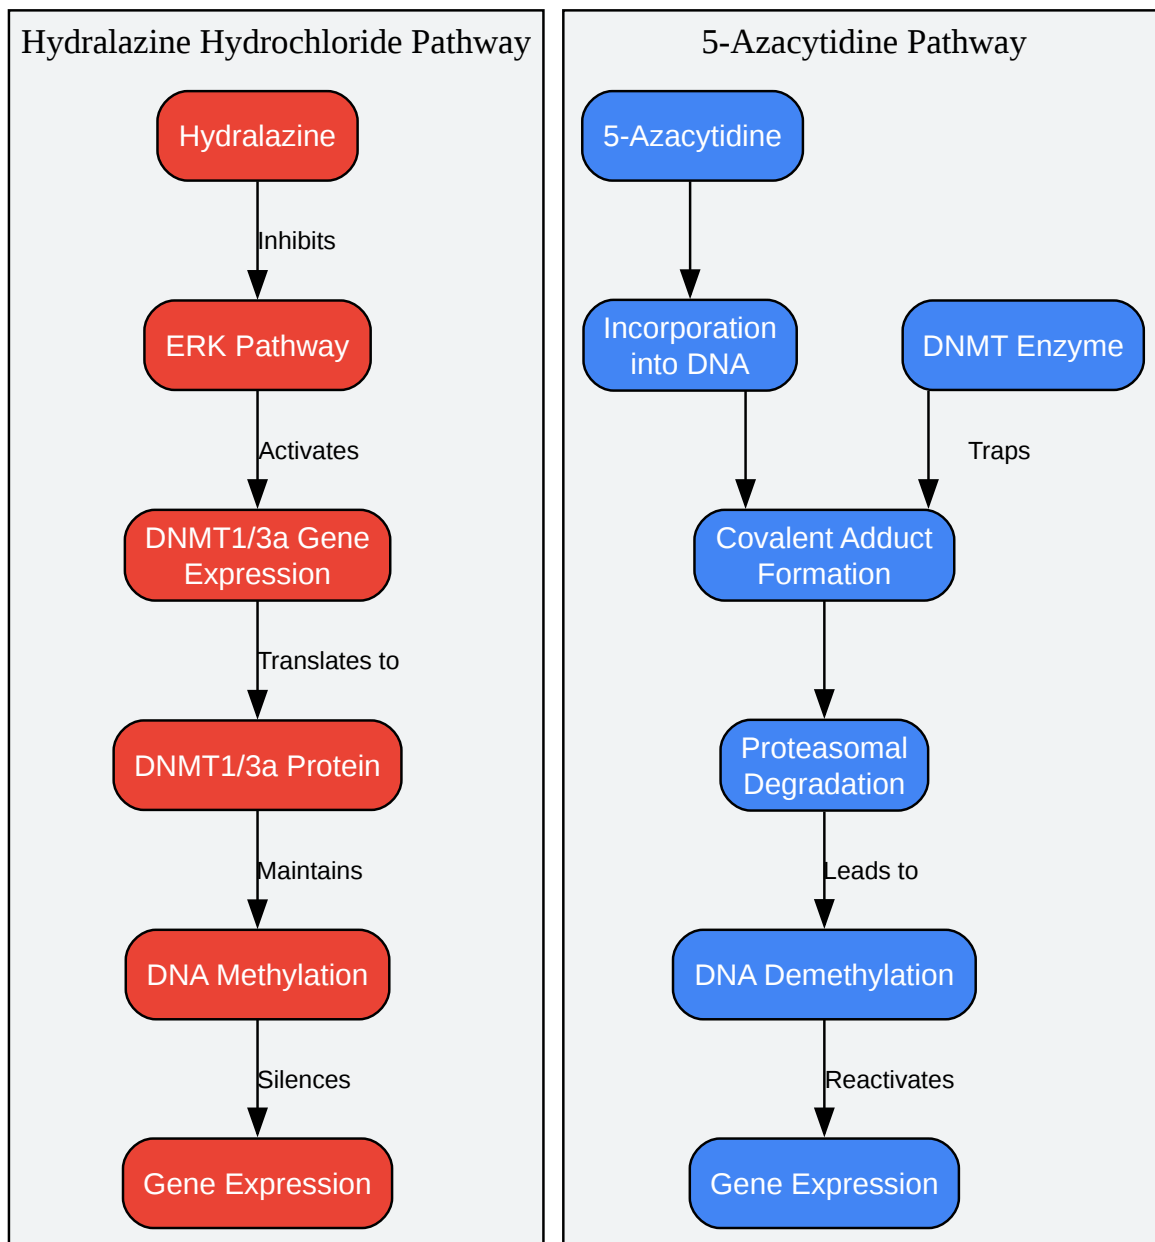 Hydralazine Hydrochloride Pathway
Hydralazine
Inhibits
ERK Pathway
Activates
DNMT1/3a Gene
Expression
Translates to
DNMT1/3a Protein
Maintains
DNA Methylation
Silences
Gene Expression
5-Azacytidine Pathway
5-Azacytidine
Incorporation
into DNA
DNMT Enzyme
Traps
Covalent Adduct
Formation
Proteasomal
Degradation
Leads to
DNA Demethylation
Reactivates
Gene Expression